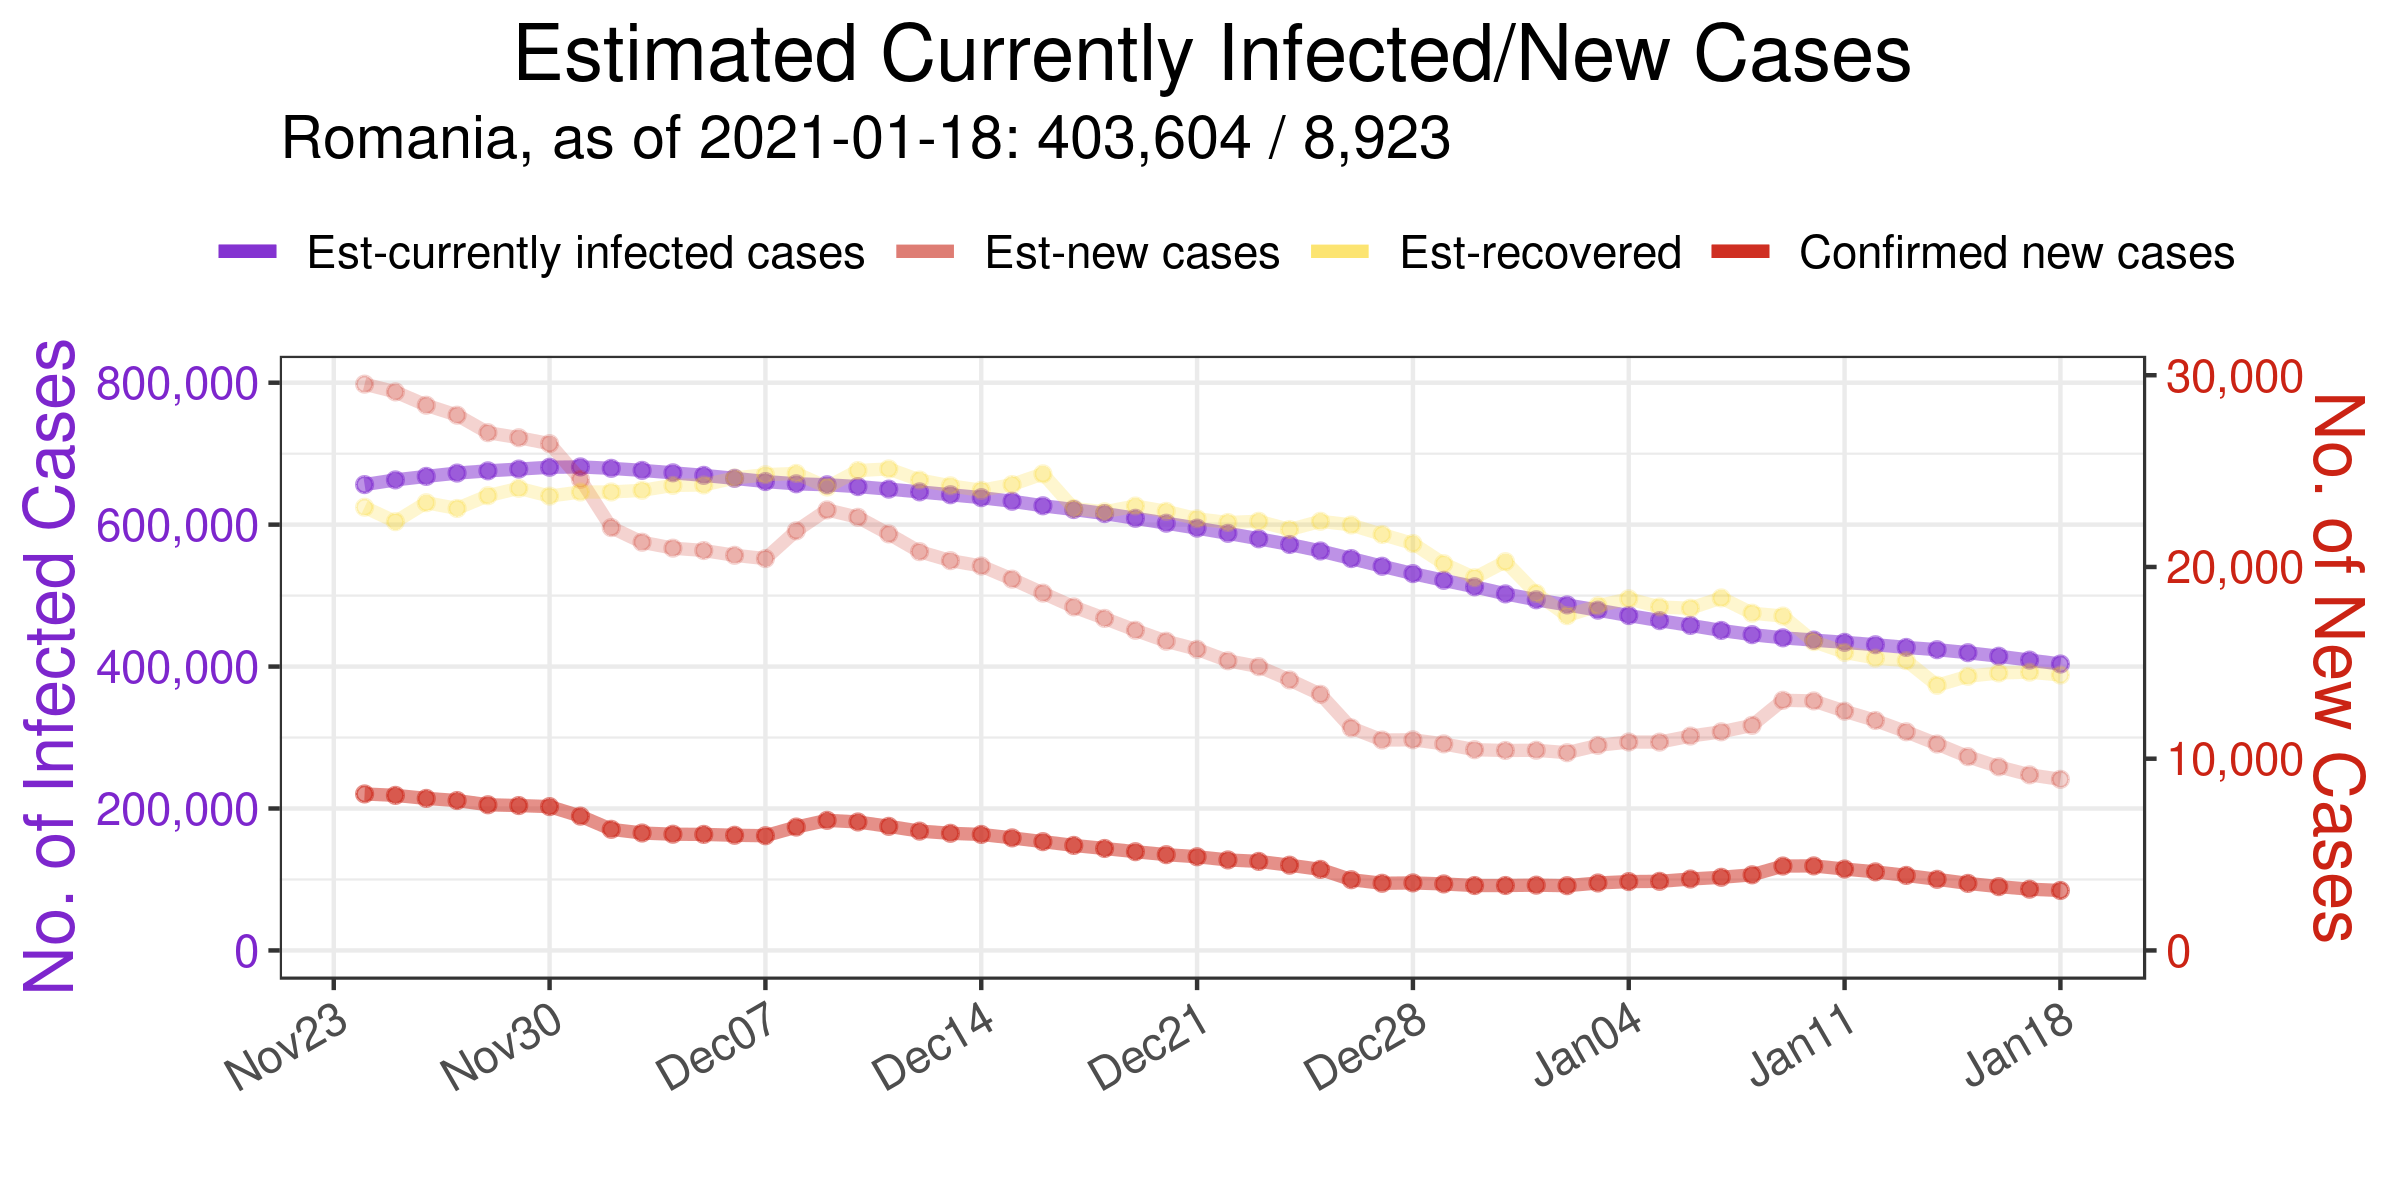 Estimated Currently Infected/New Cases
Romania, as of 2021-01-18: 403,604 / 8,923
Est-currently infected cases Est-new cases Est-recovered Confirmed new cases
No. of Infected Cases
800,000
600,000
400,000
200,000
0
30,000
20,000
10,000
0
No. of New Cases
Nov23 Nov30 Dec07 Dec14 Dec21 Dec28 Jan04 Jan11 Jan18